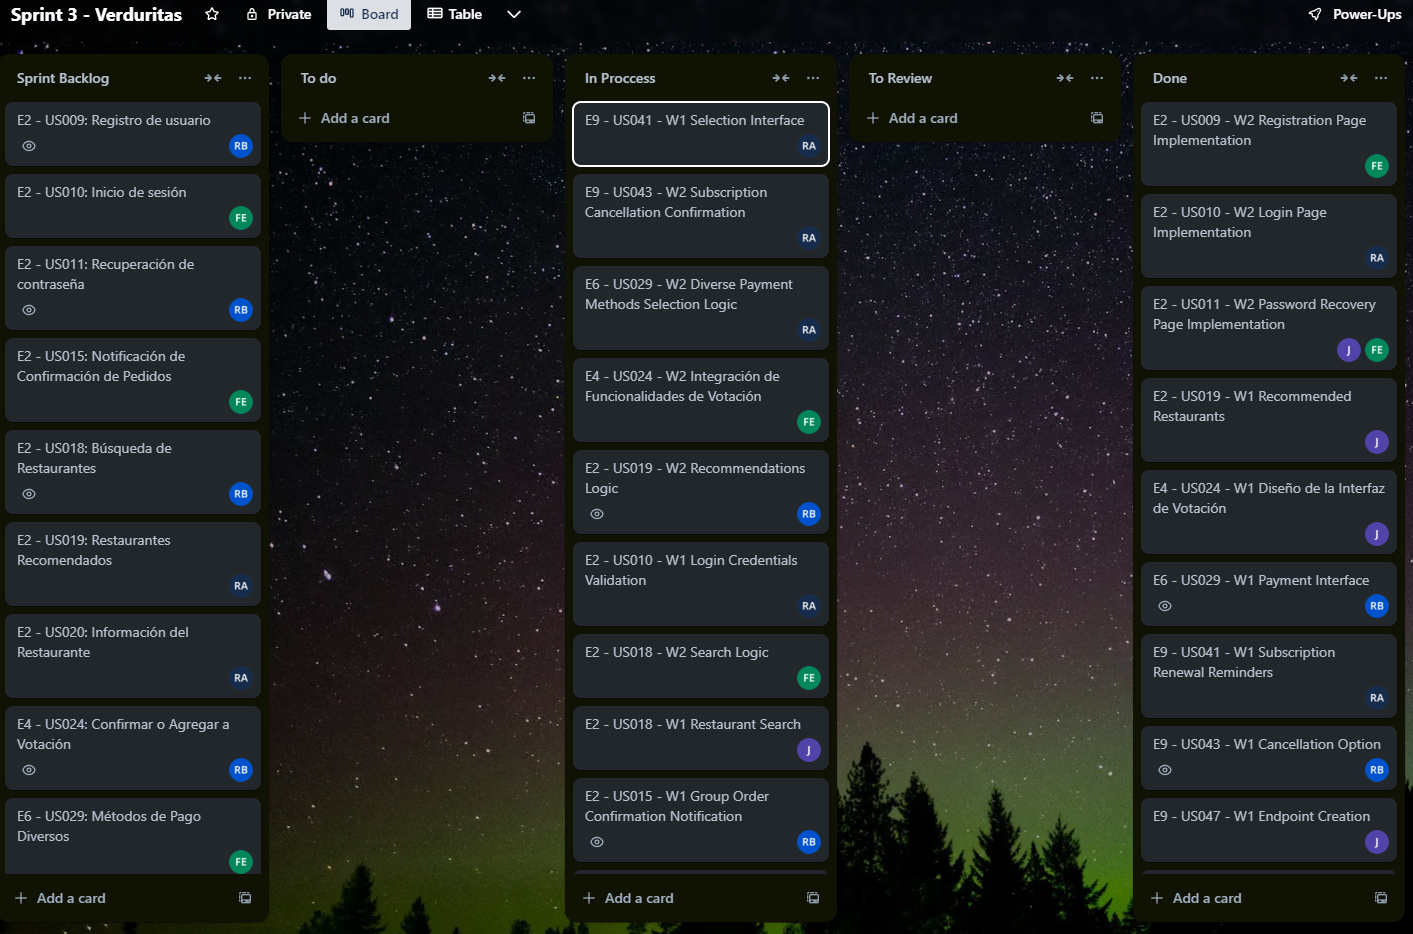 Sprint 3 - Verduritas
Private
Board
Table
Power-Ups
Sprint Backlog
E2 - US009: Registro de usuario
RB
E2 - US010: Inicio de sesión
FE
E2 - US011: Recuperación de
contraseña
RB
E2 - US015: Notificación de
Confirmación de Pedidos
FE
E2 - US018: Búsqueda de
Restaurantes
RB
E2 - US019: Restaurantes
Recomendados
RA
E2 - US020: Información del
Restaurante
RA
E4 - US024: Confirmar o Agregar a
Votación
RB
E6 - US029: Métodos de Pago
Diversos
FE
Add a card
To do
Add a card
In Proccess
E9 - US041 - W1 Selection Interface
RA
E9 - US043 - W2 Subscription
Cancellation Confirmation
RA
E6 - US029 - W2 Diverse Payment
Methods Selection Logic
RA
E4 - US024 - W2 Integración de
Funcionalidades de Votación
FE
E2 - US019 - W2 Recommendations
Logic
RB
E2 - US010 - W1 Login Credentials
Validation
RA
E2 - US018 - W2 Search Logic
FE
E2 - US018 - W1 Restaurant Search
J
E2 - US015 - W1 Group Order
Confirmation Notification
RB
Add a card
To Review
Add a card
Done
E2 - US009 - W2 Registration Page
Implementation
FE
E2 - US010 - W2 Login Page
Implementation
RA
E2 - US011 - W2 Password Recovery
Page Implementation
J FE
E2 - US019 - W1 Recommended
Restaurants
J
E4 - US024 - W1 Diseño de la Interfaz
de Votación
J
E6 - US029 - W1 Payment Interface
RB
E9 - US041 - W1 Subscription
Renewal Reminders
RA
E9 - US043 - W1 Cancellation Option
RB
E9 - US047 - W1 Endpoint Creation
J
Add a card